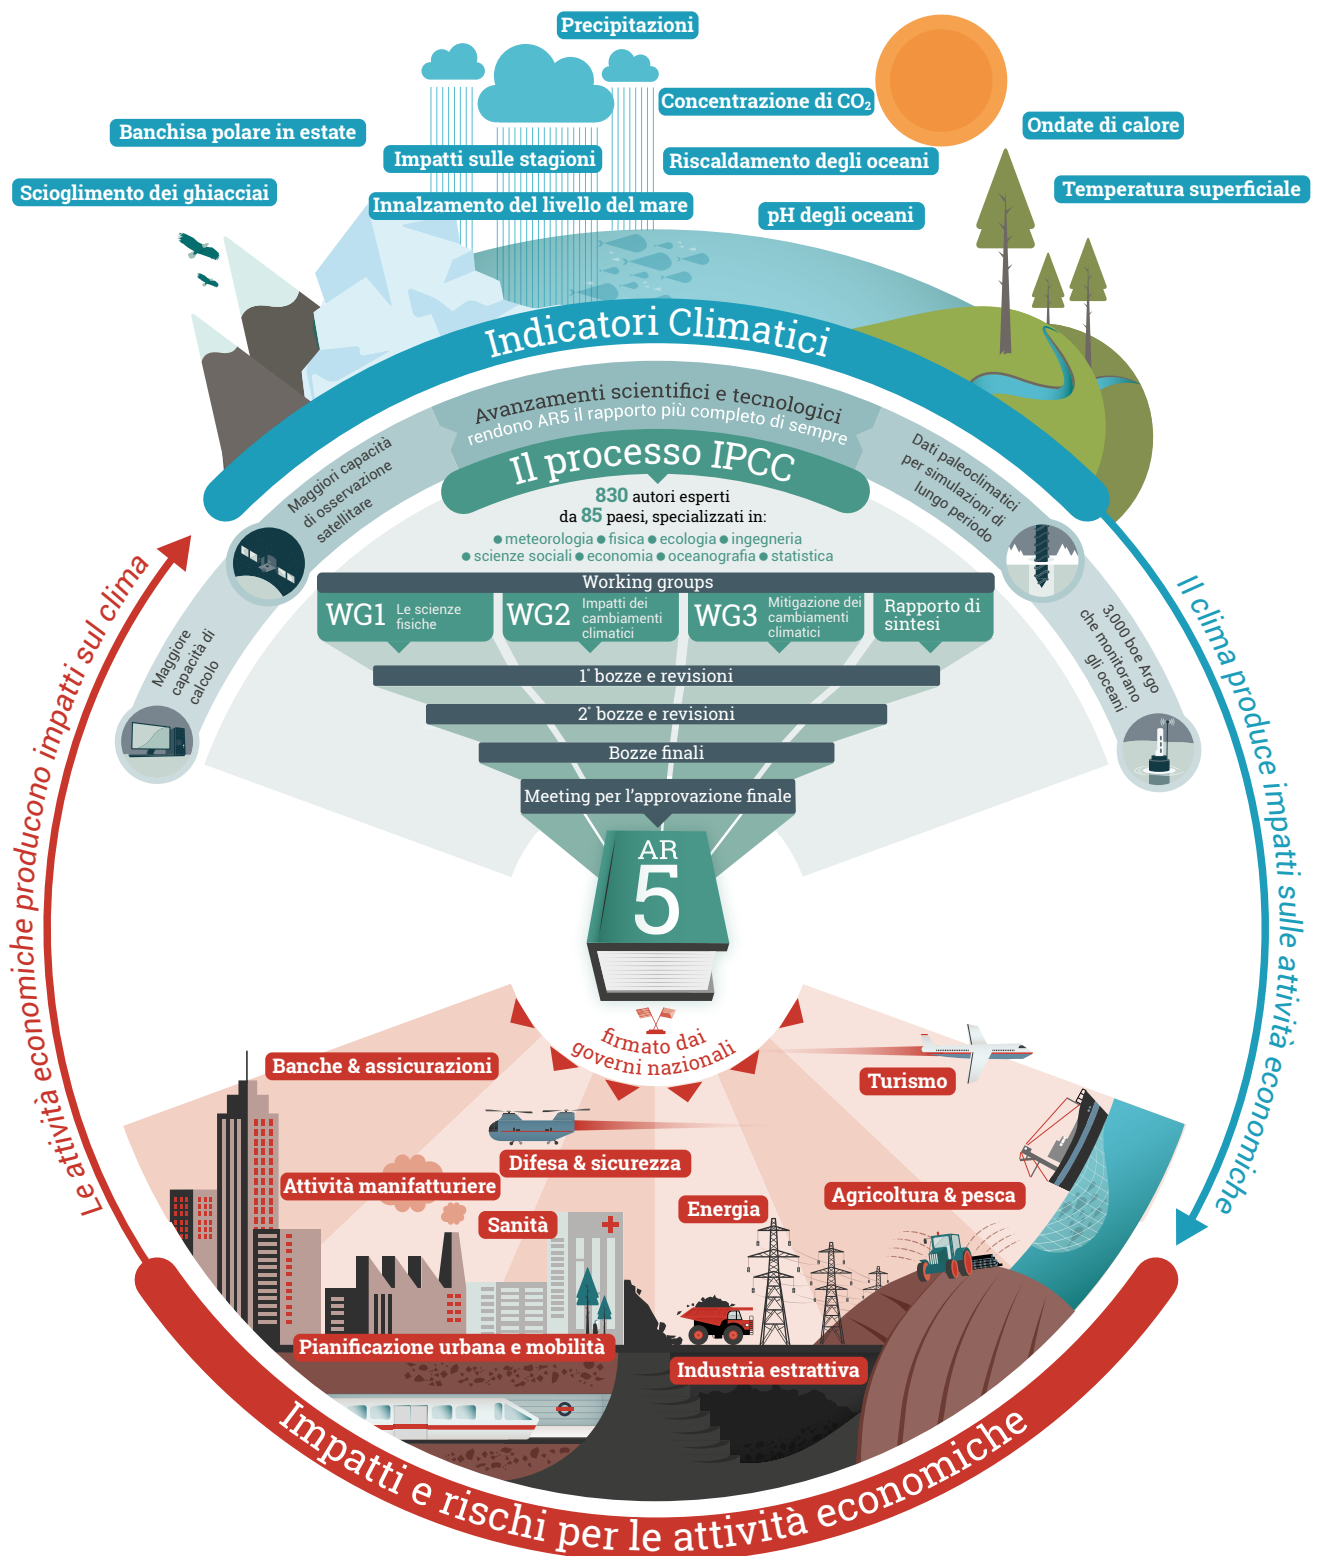 Precipitazioni
Concentrazione di CO₂
Ondate di calore
Banchisa polare in estate
Impatti sulle stagioni
Riscaldamento degli oceani
Scioglimento dei ghiacciai
Innalzamento del livello del mare
pH degli oceani
Temperatura superficiale
Indicatori Climatici
Avanzamenti scientifici e tecnologici
rendono AR5 il rapporto più completo di sempre
Il processo IPCC
Maggiori capacità
di osservazione
satellitare
Dati paleoclimatici
per simulazioni di
lungo periodo
Maggiore
capacità di
calcolo
3,000 boe Argo
che monitorano
gli oceani
830 autori esperti
da 85 paesi, specializzati in:
● meteorologia ● fisica ● ecologia ● ingegneria
● scienze sociali ● economia ● oceanografia ● statistica
Working groups
WG1 Le scienze
fisiche
WG2 Impatti dei
cambiamenti
climatici
WG3 Mitigazione dei
cambiamenti
climatici
Rapporto di
sintesi
1° bozze e revisioni
2° bozze e revisioni
Bozze finali
Meeting per l'approvazione finale
AR
5
firmato dai
governi nazionali
Le attività economiche producono impatti sul clima
Il clima produce impatti sulle attività economiche
Banche & assicurazioni
Turismo
Difesa & sicurezza
Attività manifatturiere
Agricoltura & pesca
Energia
Sanità
Pianificazione urbana e mobilità
Industria estrattiva
Impatti e rischi per le attività economiche